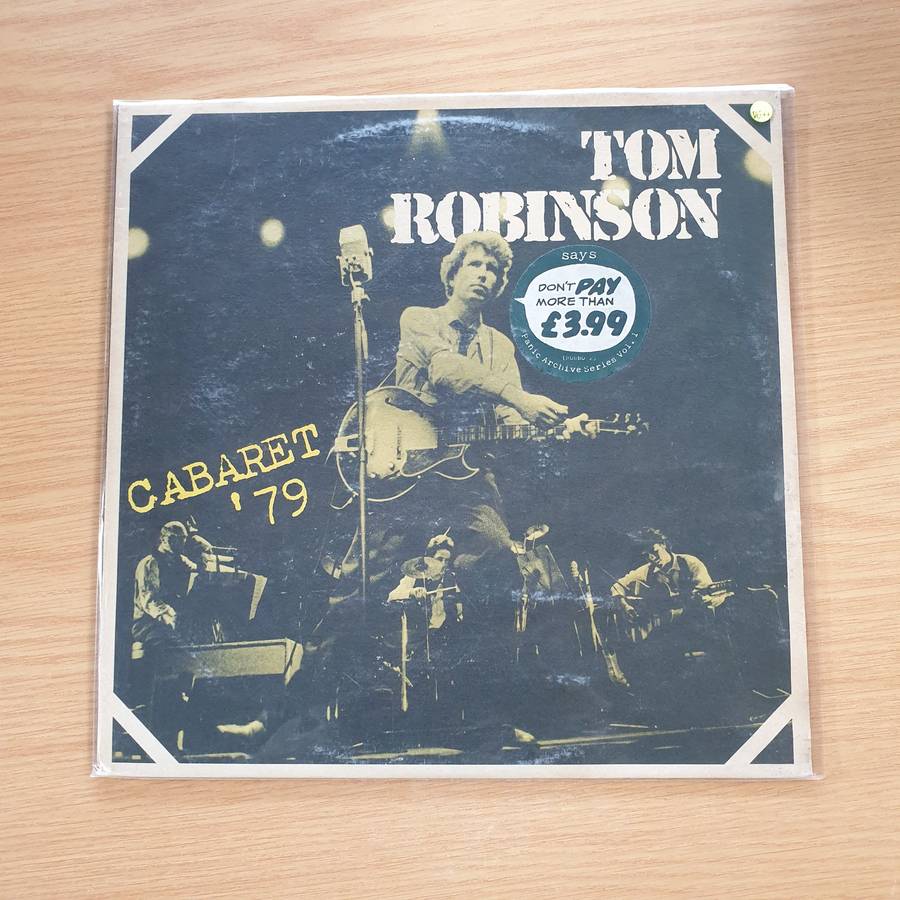 TOM
ROBINSON
says
DON'T PAY
MORE THAN
£3.99
Panic Archive Series Vol. 1
CABARET
'79